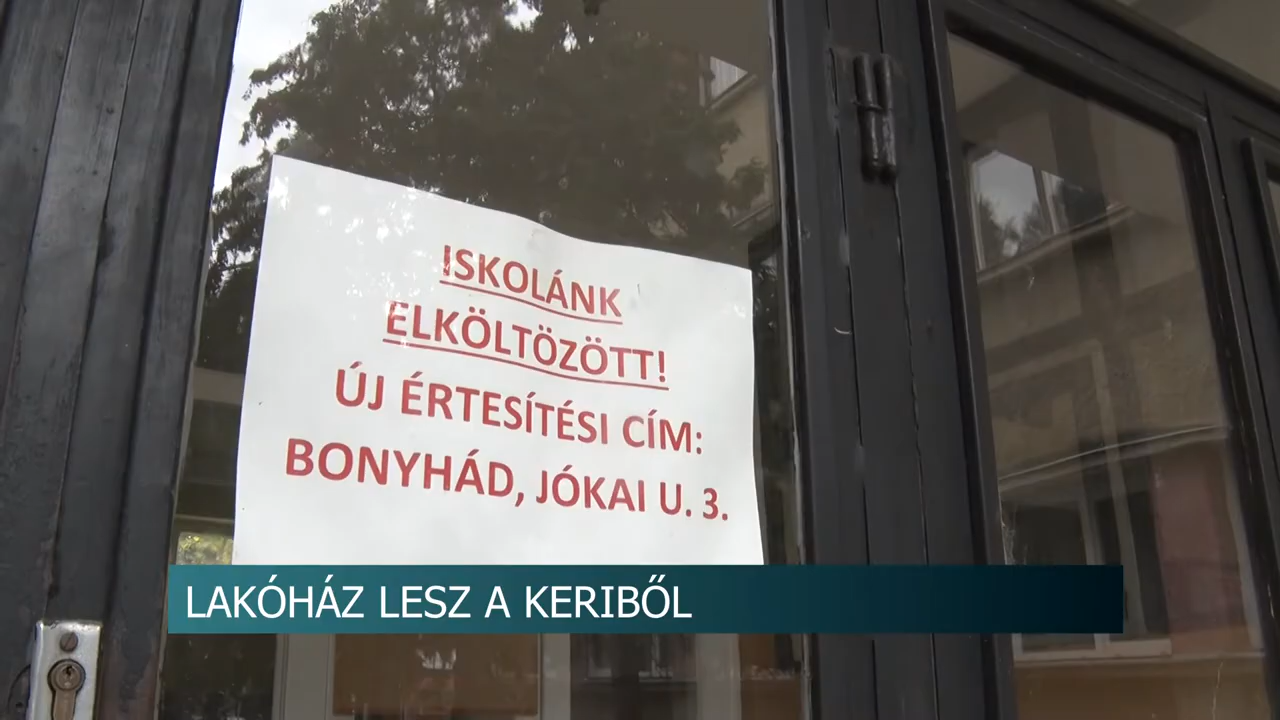 ISKOLÁNK
ELKÖLTÖZÖTT!
ÚJ ÉRTESÍTÉSI CÍM:
BONYHÁD, JÓKAI U. 3.
LAKÓHÁZ LESZ A KERIBŐL